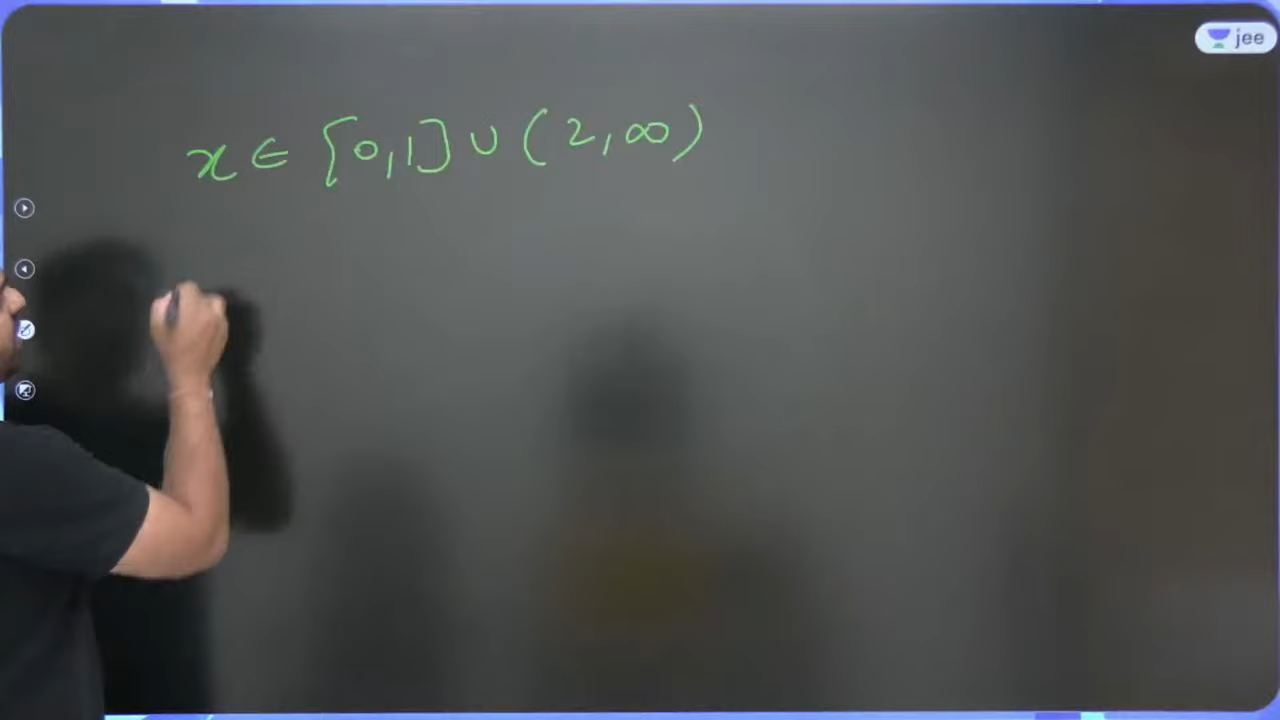 jee
x ∈ [0,1] ∪ (2,∞)